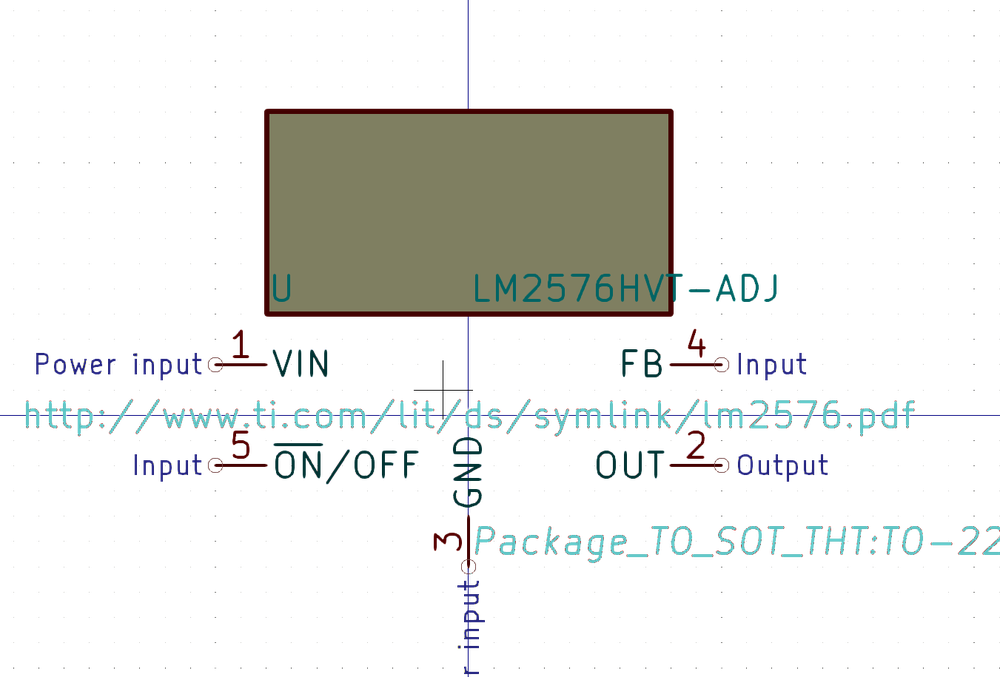 U LM2576HVT-ADJ
Power input 1 VIN FB 4 Input
http://www.ti.com/lit/ds/symlink/lm2576.pdf
Input 5 ON/OFF GND OUT 2 Output
3 Package_TO_SOT_THT:TO-22
input